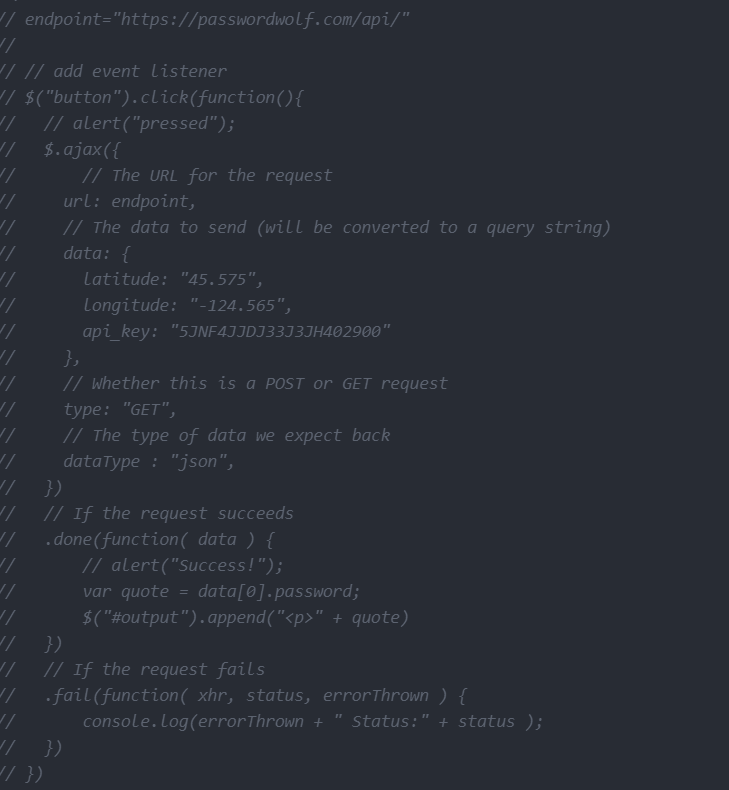 // endpoint="https://passwordwolf.com/api/"
//
// // add event listener
// $("button").click(function(){
//   // alert("pressed");
//   $.ajax({
//       // The URL for the request
//     url: endpoint,
//     // The data to send (will be converted to a query string)
//     data: {
//       latitude: "45.575",
//       longitude: "-124.565",
//       api_key: "5JNF4JJDJ33J3JH402900"
//     },
//     // Whether this is a POST or GET request
//     type: "GET",
//     // The type of data we expect back
//     dataType : "json",
//   })
//   // If the request succeeds
//   .done(function( data ) {
//       // alert("Success!");
//       var quote = data[0].password;
//       $("#output").append("<p>" + quote)
//   })
//   // If the request fails
//   .fail(function( xhr, status, errorThrown ) {
//       console.log(errorThrown + " Status:" + status );
//   })
// })